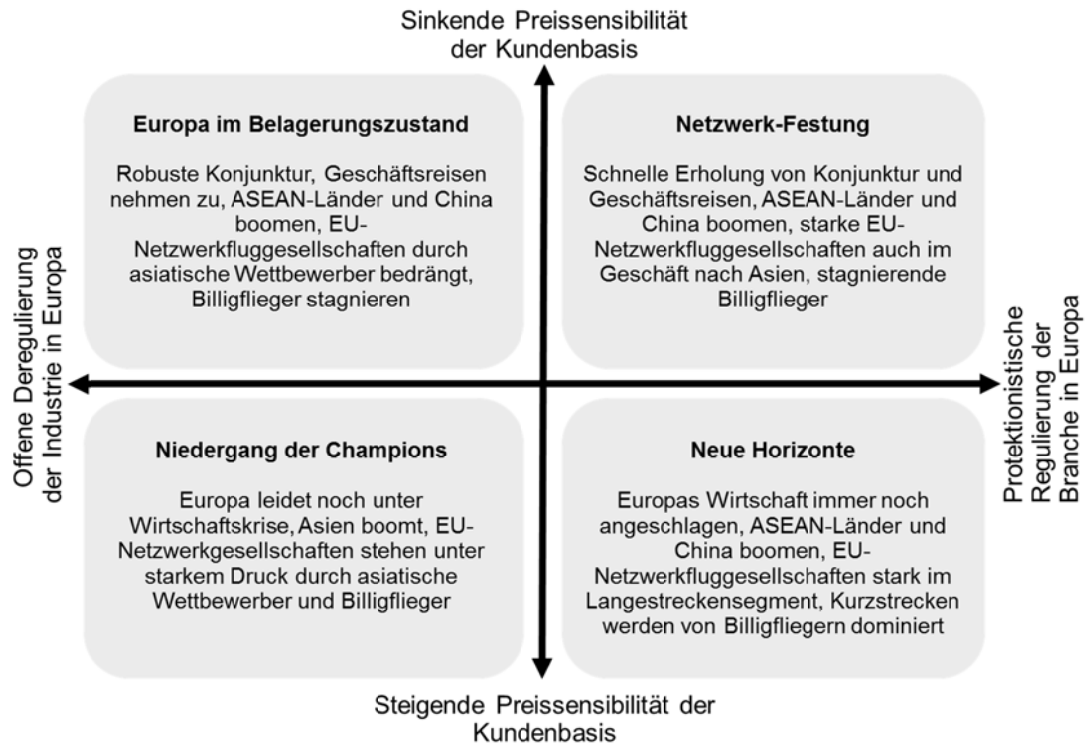 Sinkende Preissensibilität
der Kundenbasis
Europa im Belagerungszustand
Robuste Konjunktur, Geschäftsreisen
nehmen zu, ASEAN-Länder und China
boomen, EU-
Netzwerkfluggesellschaften durch
asiatische Wettbewerber bedrängt,
Billigflieger stagnieren
Netzwerk-Festung
Schnelle Erholung von Konjunktur und
Geschäftsreisen, ASEAN-Länder und
China boomen, starke EU-
Netzwerkfluggesellschaften auch im
Geschäft nach Asien, stagnierende
Billigflieger
Offene Deregulierung
der Industrie in Europa
Protektionistische
Regulierung der
Branche in Europa
Niedergang der Champions
Europa leidet noch unter
Wirtschaftskrise, Asien boomt, EU-
Netzwerkgesellschaften stehen unter
starkem Druck durch asiatische
Wettbewerber und Billigflieger
Neue Horizonte
Europas Wirtschaft immer noch
angeschlagen, ASEAN-Länder und
China boomen, EU-
Netzwerkfluggesellschaften stark im
Langestreckensegment, Kurzstrecken
werden von Billigfliegern dominiert
Steigende Preissensibilität der
Kundenbasis